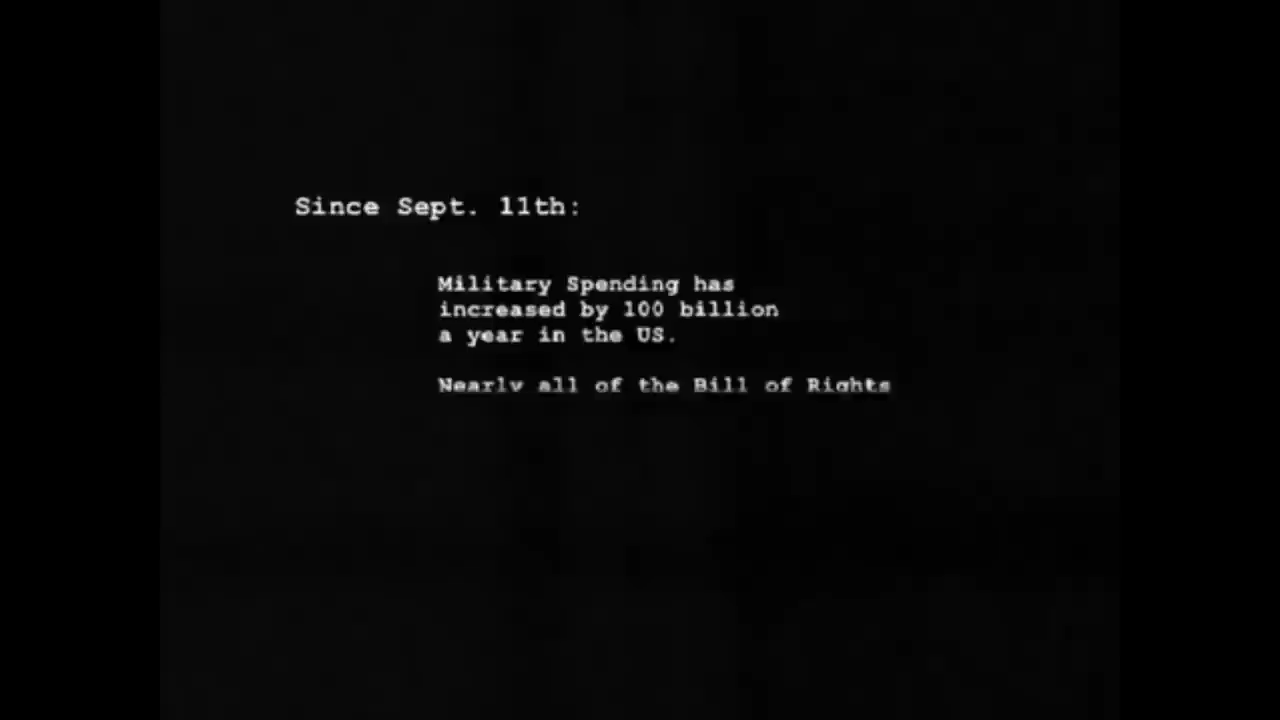 Since Sept. 11th:
Military Spending has
increased by 100 billion
a year in the US.
Nearly all of the Bill of Rights